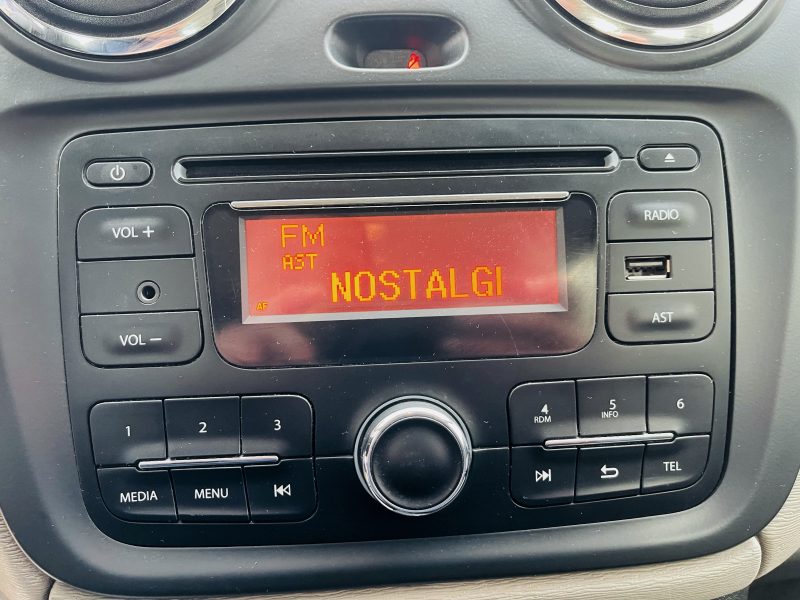 FM
AST
NOSTALGI
AF
VOL +
VOL −
RADIO
AST
1
2
3
4
RDM
5
INFO
6
MEDIA
MENU
TEL